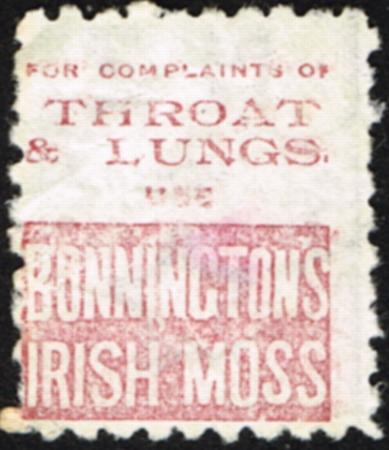 FOR COMPLAINTS OF
THROAT
& LUNGS.
USE
BONNINGTONS
IRISH MOSS